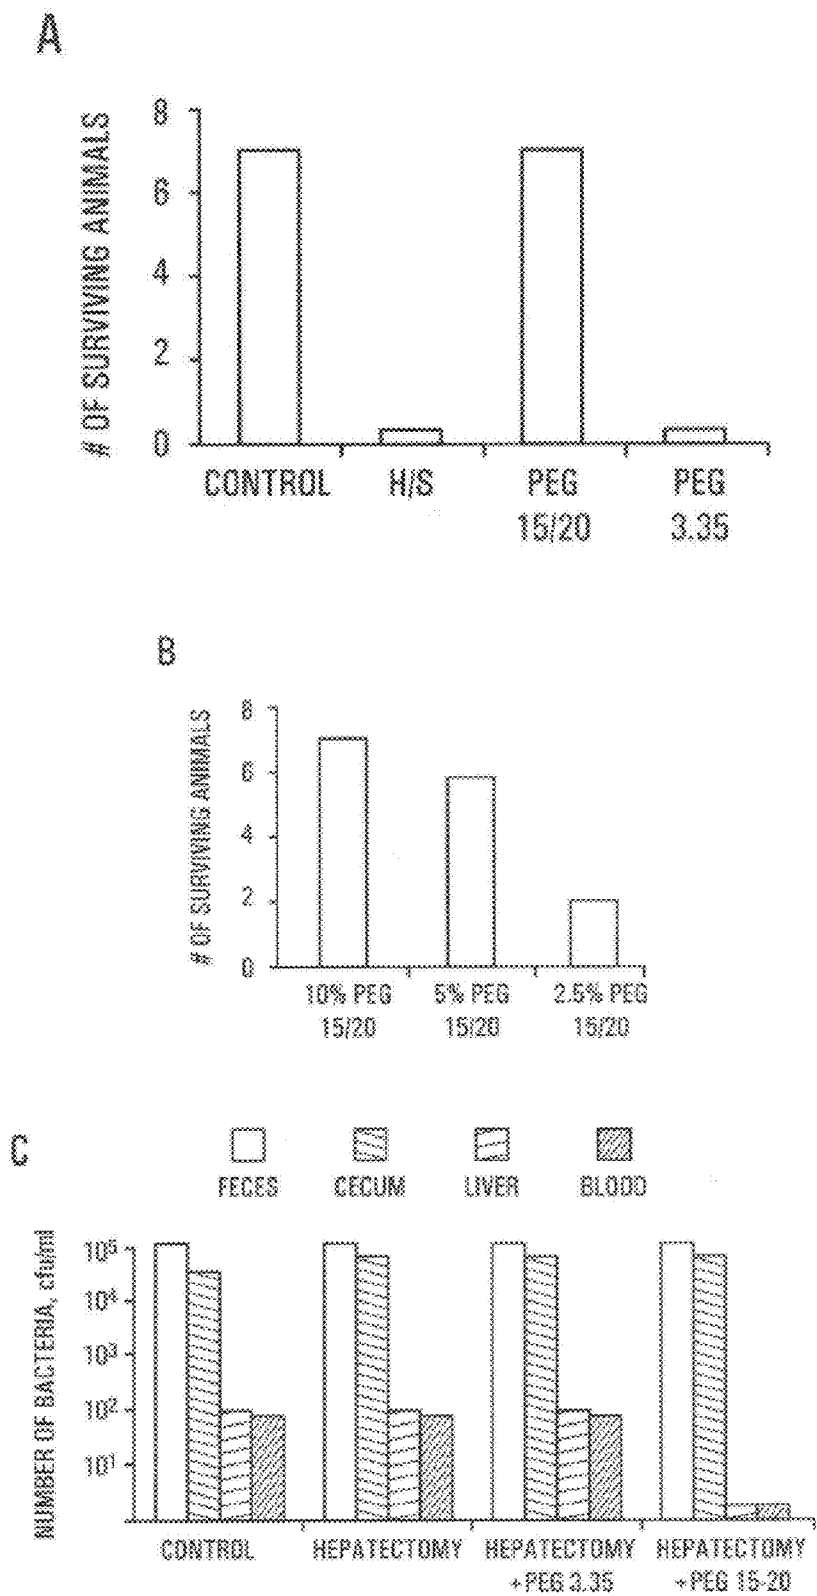 A
# OF SURVIVING ANIMALS
8
6
4
2
0
CONTROL
H/S
PEG
15/20
PEG
3.35
B
# OF SURVIVING ANIMALS
8
6
4
2
0
10% PEG
15/20
5% PEG
15/20
2.5% PEG
15/20
C
FECES
CECUM
LIVER
BLOOD
NUMBER OF BACTERIA, cfu/ml
10⁵
10⁴
10³
10²
10¹
CONTROL
HEPATECTOMY
HEPATECTOMY
+PEG 3.35
HEPATECTOMY
+PEG 15-20